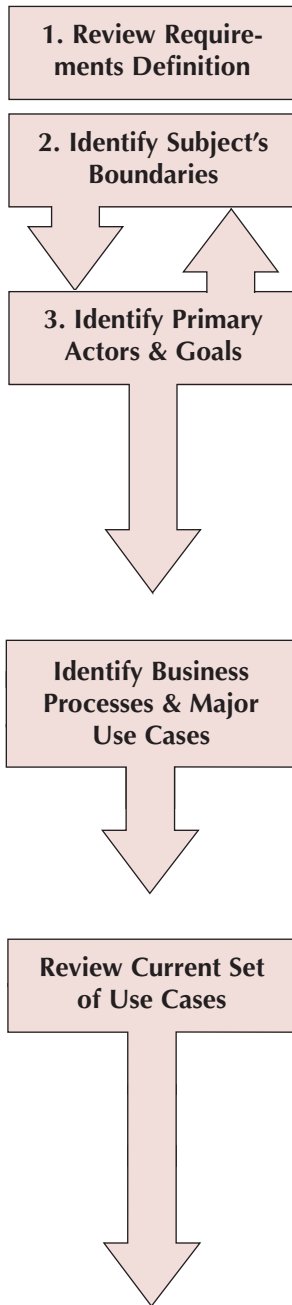 1. Review Require-
ments Definition
2. Identify Subject’s
Boundaries
3. Identify Primary
Actors & Goals
Identify Business
Processes & Major
Use Cases
Review Current Set
of Use Cases